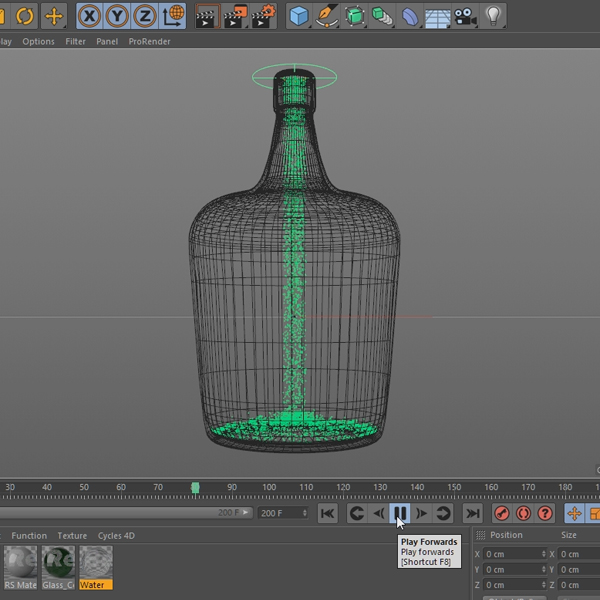 X Y Z
lay Options Filter Panel ProRender
30 40 50 60 70 80 90 100 110 120 130 140 150 160 170 180
200 F 200 F
Play Forwards
Play forwards
[Shortcut F8]
Function Texture Cycles 4D
RS Mate Glass_C Water
Position Size
X 0 cm X 0 cm
Y 0 cm Y 0 cm
Z 0 cm Z 0 cm